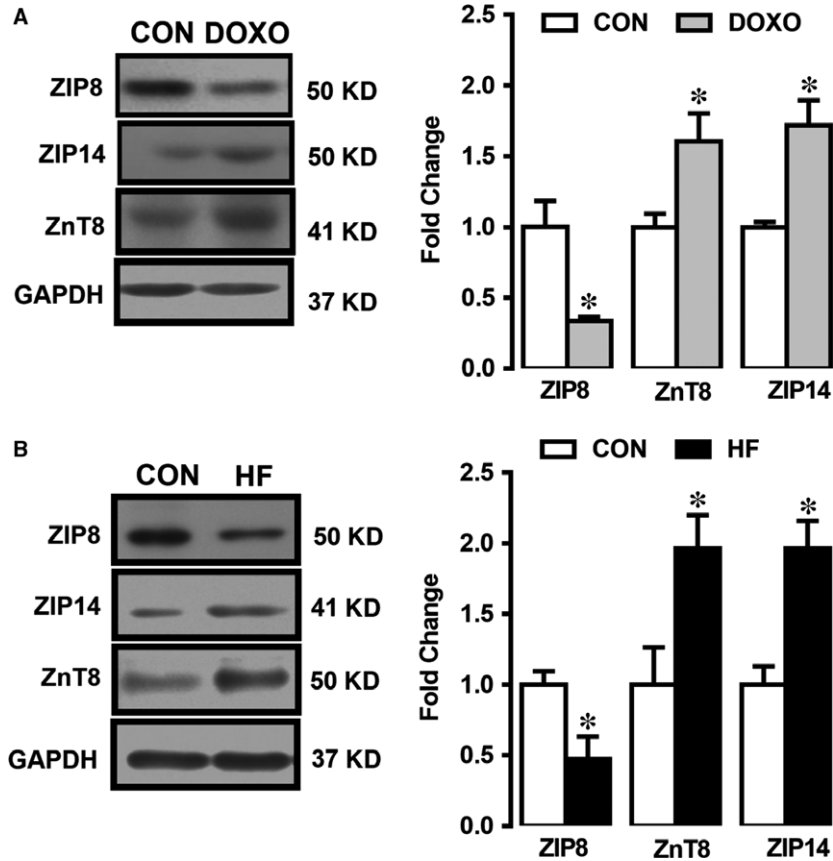 A
CON DOXO
ZIP8 50 KD
ZIP14 50 KD
ZnT8 41 KD
GAPDH 37 KD
CON DOXO
Fold Change
2.5
2.0
1.5
1.0
0.5
0.0
*
*
*
ZIP8 ZnT8 ZIP14
B
CON HF
ZIP8 50 KD
ZIP14 41 KD
ZnT8 50 KD
GAPDH 37 KD
CON HF
Fold Change
2.5
2.0
1.5
1.0
0.5
0.0
*
*
*
ZIP8 ZnT8 ZIP14